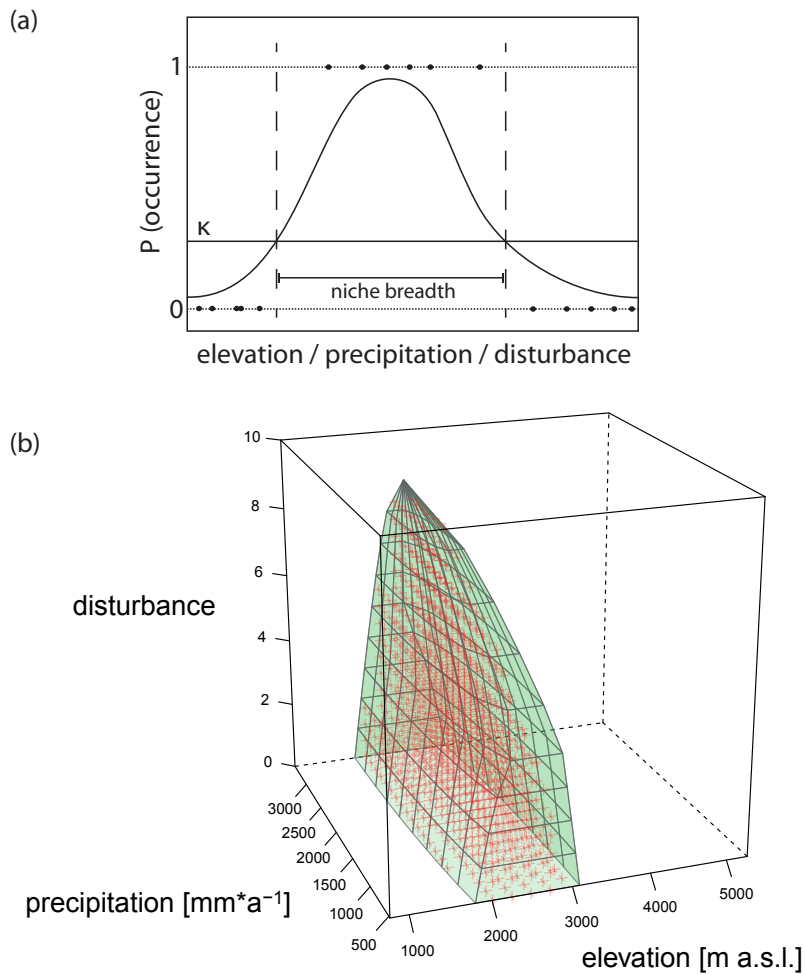 (a)
1
P (occurrence)
κ
niche breadth
0
elevation / precipitation / disturbance
(b)
10
8
6
disturbance
4
2
0
3000
2500
2000
1500
1000
500
precipitation [mm*a⁻¹]
1000
2000
3000
4000
5000
elevation [m a.s.l.]